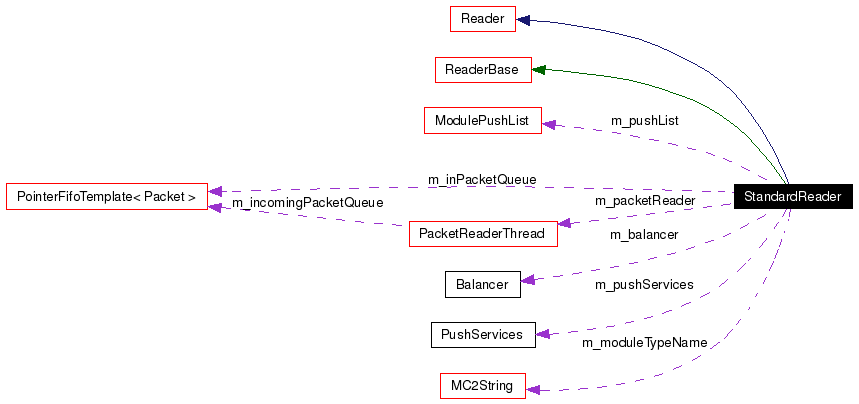 Reader
ReaderBase
ModulePushList
m_pushList
m_inPacketQueue
PointerFifoTemplate< Packet >
m_incomingPacketQueue
m_packetReader
StandardReader
PacketReaderThread
m_balancer
Balancer
m_pushServices
PushServices
m_moduleTypeName
MC2String